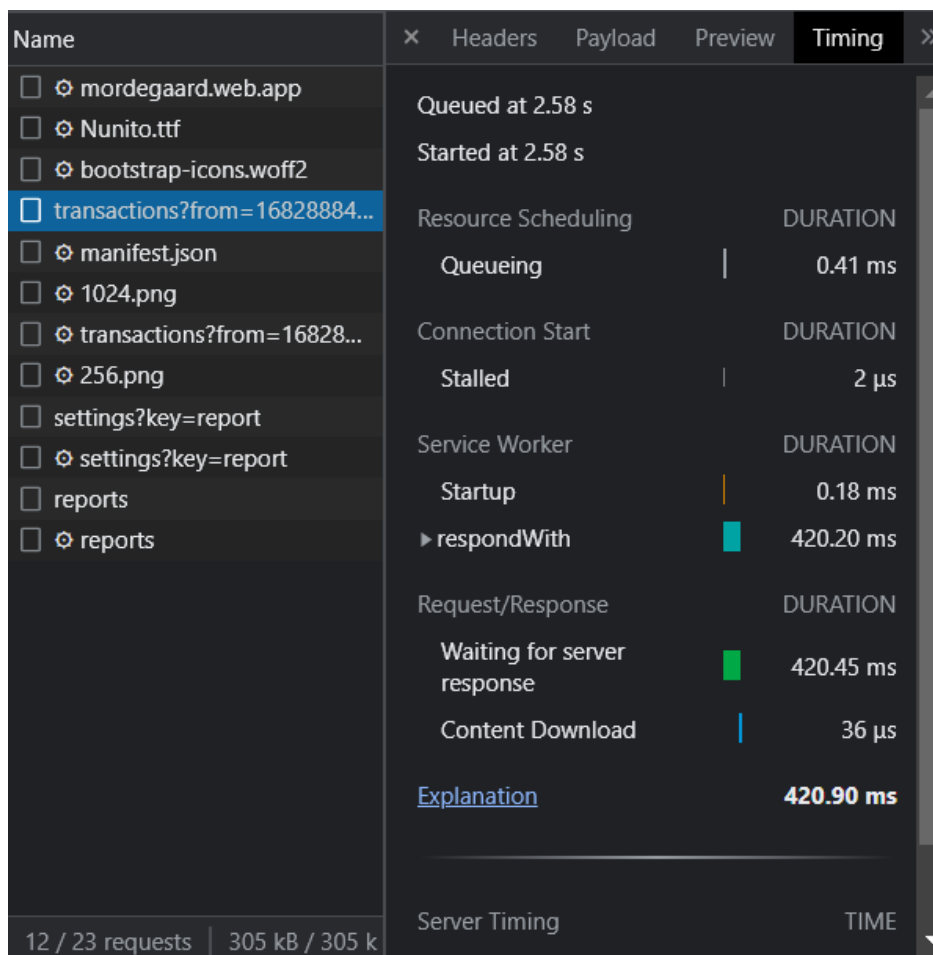 Name
mordegaard.web.app
Nunito.ttf
bootstrap-icons.woff2
transactions?from=16828884...
manifest.json
1024.png
transactions?from=16828...
256.png
settings?key=report
settings?key=report
reports
reports
12 / 23 requests | 305 kB / 305 k
× Headers Payload Preview Timing »
Queued at 2.58 s
Started at 2.58 s
Resource Scheduling DURATION
Queueing 0.41 ms
Connection Start DURATION
Stalled 2 µs
Service Worker DURATION
Startup 0.18 ms
respondWith 420.20 ms
Request/Response DURATION
Waiting for server
response 420.45 ms
Content Download 36 µs
Explanation 420.90 ms
Server Timing TIME